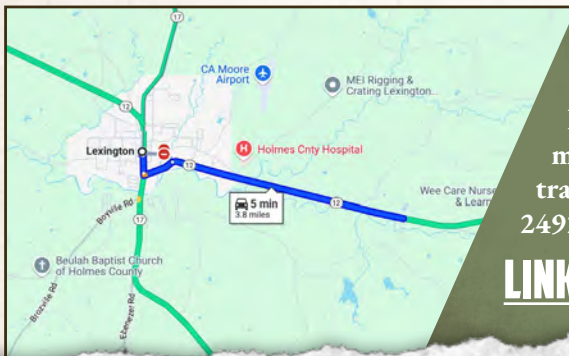 17
CA Moore
Airport
MEI Rigging &
Crating Lexington...
12
Lexington
Holmes Cnty Hospital
12
5 min
3.8 miles
12
Wee Care Nurse
& Learn
Boyville Rd
17
Beulah Baptist Church
of Holmes County
Brozville Rd
Ebenezer Rd
m
tra
249
LINK